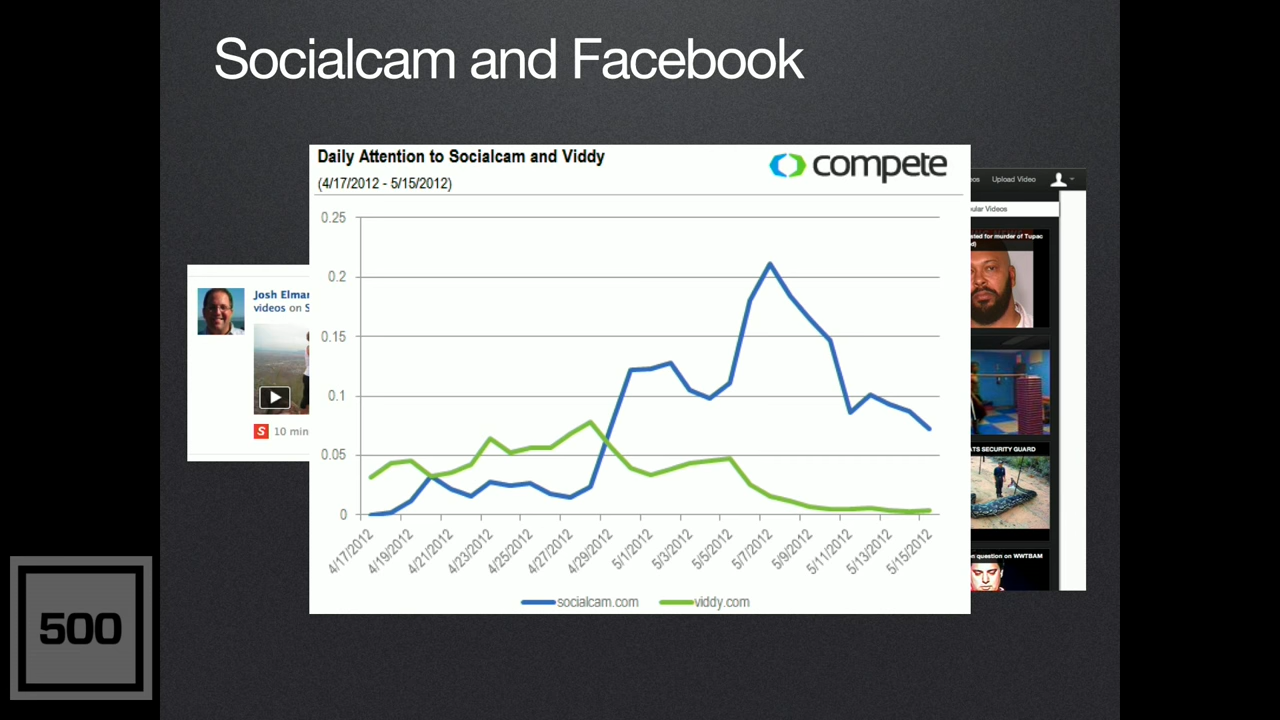 Socialcam and Facebook
Daily Attention to Socialcam and Viddy
(4/17/2012 - 5/15/2012)
compete
0.25
0.2
0.15
0.1
0.05
0
4/17/2012
4/19/2012
4/21/2012
4/23/2012
4/25/2012
4/27/2012
4/29/2012
5/1/2012
5/3/2012
5/5/2012
5/7/2012
5/9/2012
5/11/2012
5/13/2012
5/15/2012
socialcam.com
viddy.com
Josh Elman
videos on S
10 min
Upload Video
Videos
for murder of Tupac
SECURITY GUARD
question on WWTBAM
500